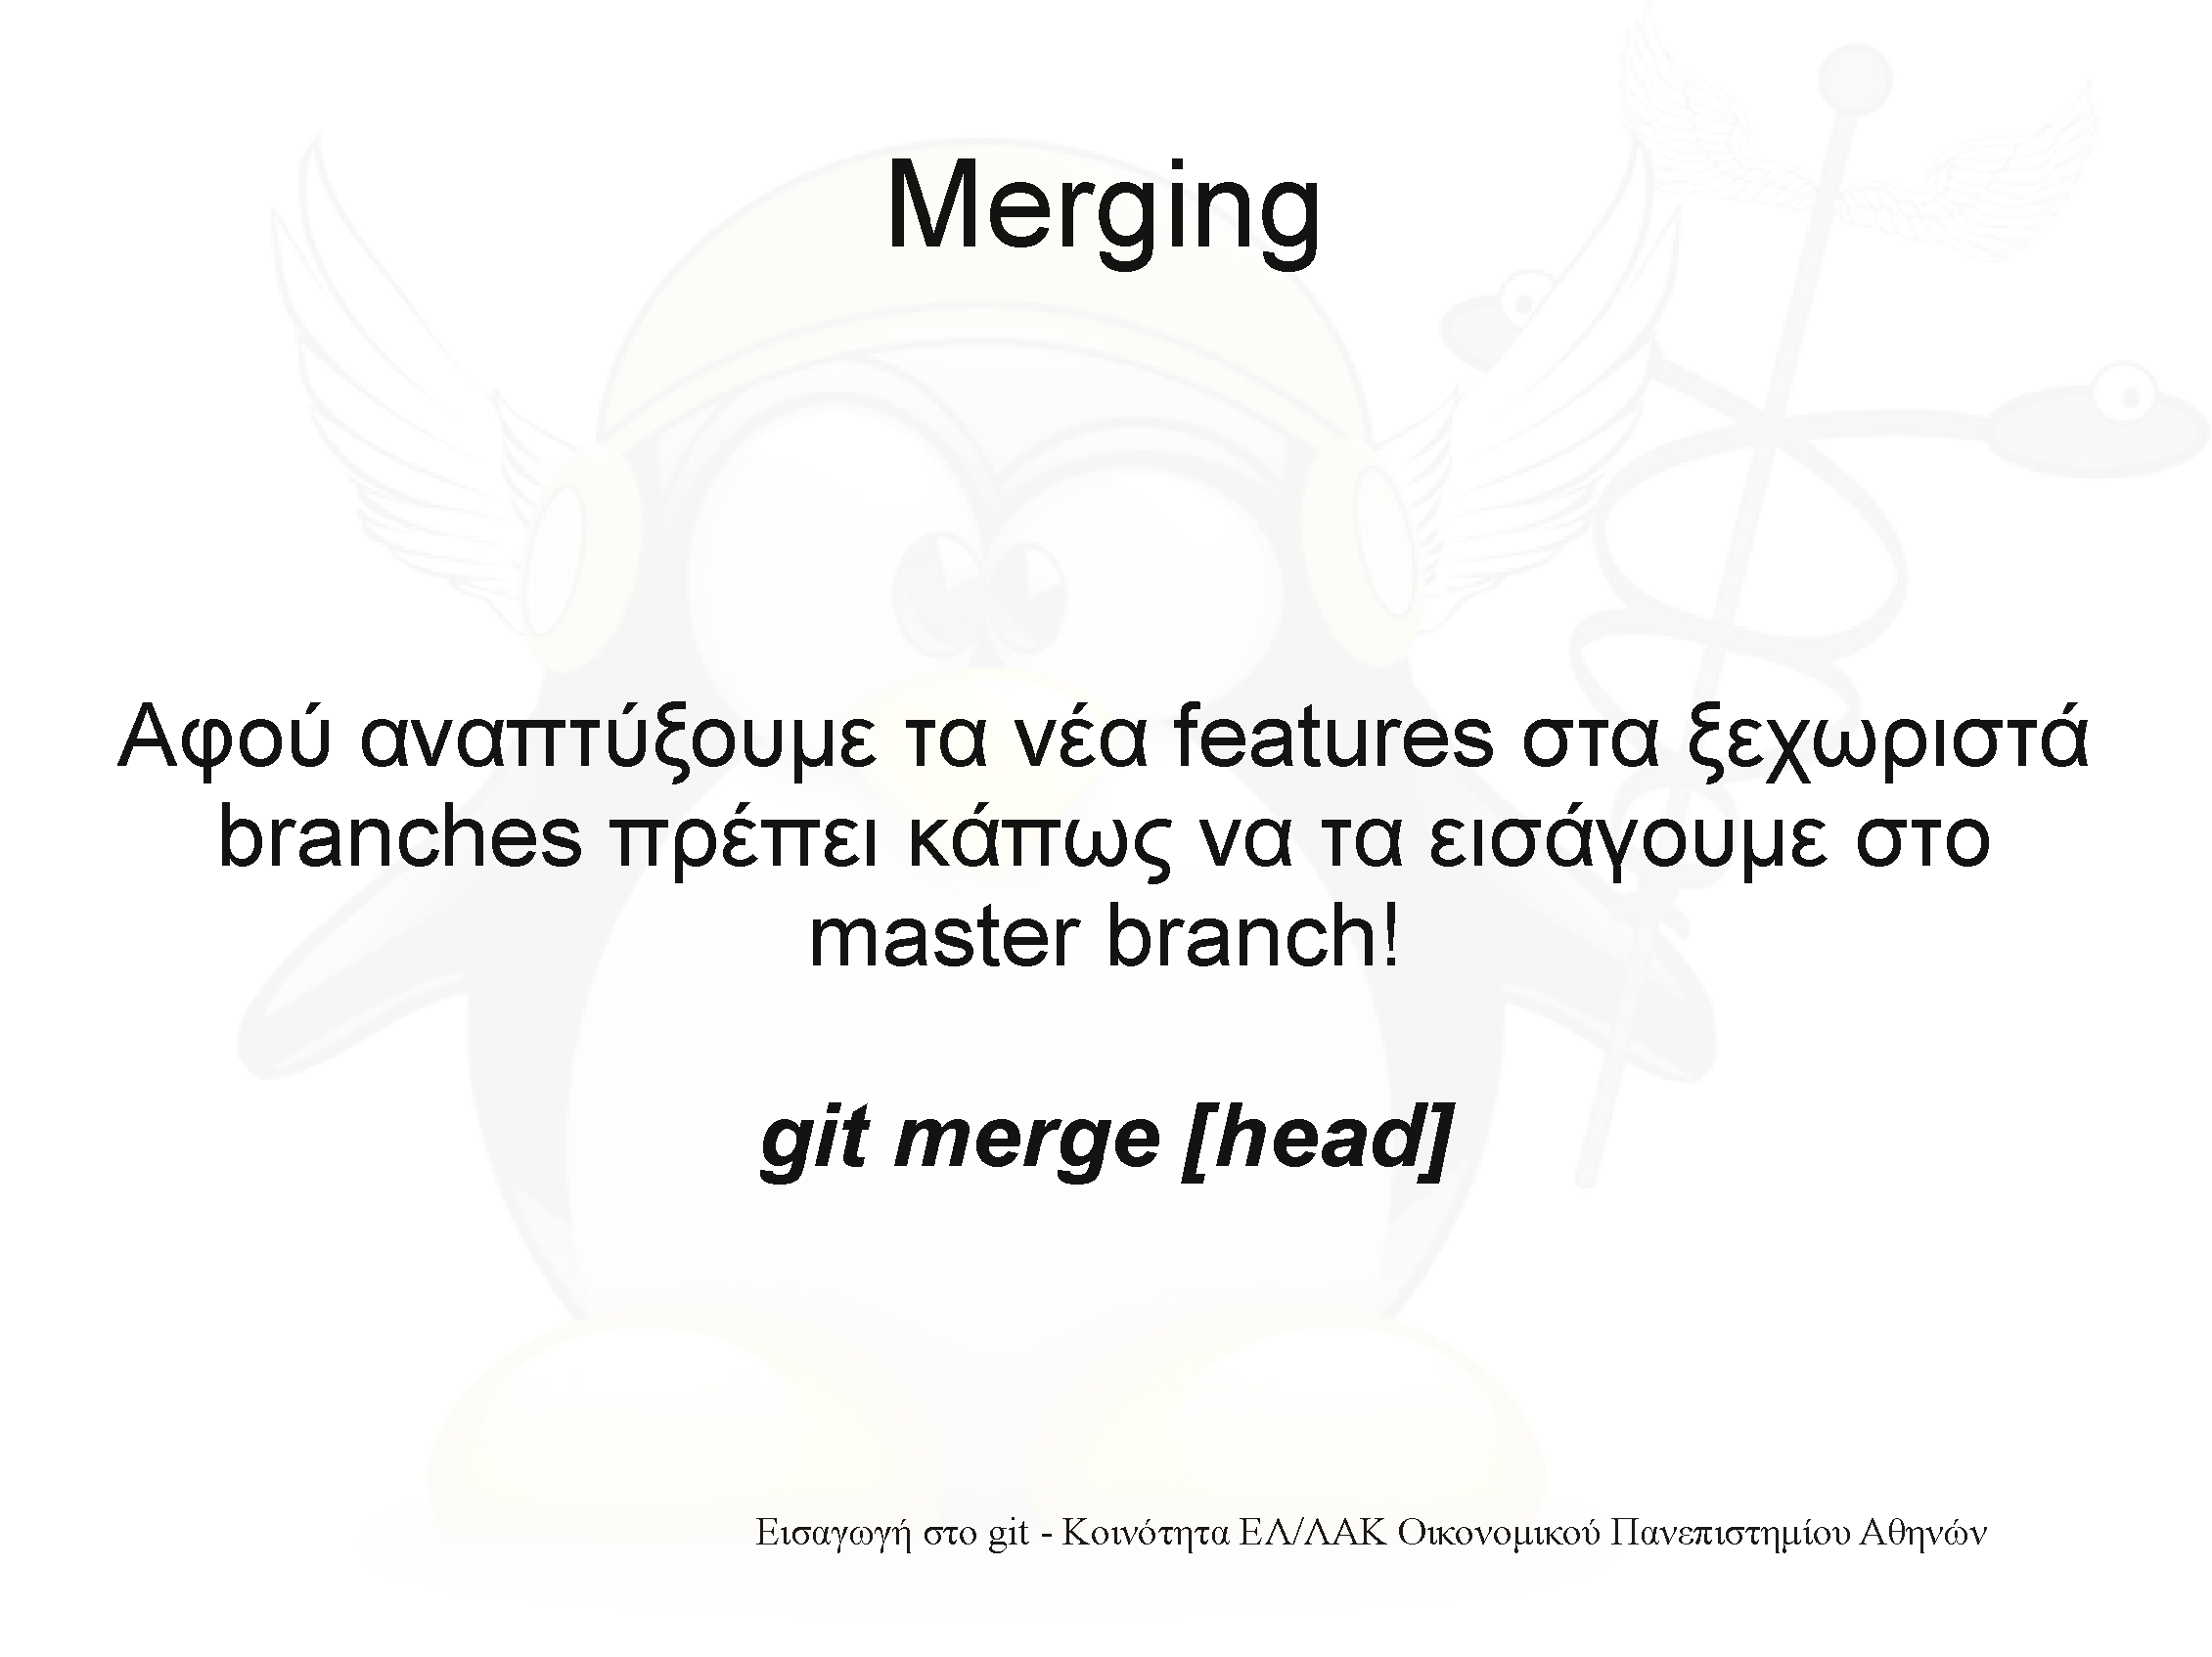 Merging
Αφού αναπτύξουμε τα νέα features στα ξεχωριστά
branches πρέπει κάπως να τα εισάγουμε στο
master branch!
git merge [head]
Εισαγωγή στο git - Κοινότητα ΕΛ/ΛΑΚ Οικονομικού Πανεπιστημίου Αθηνών